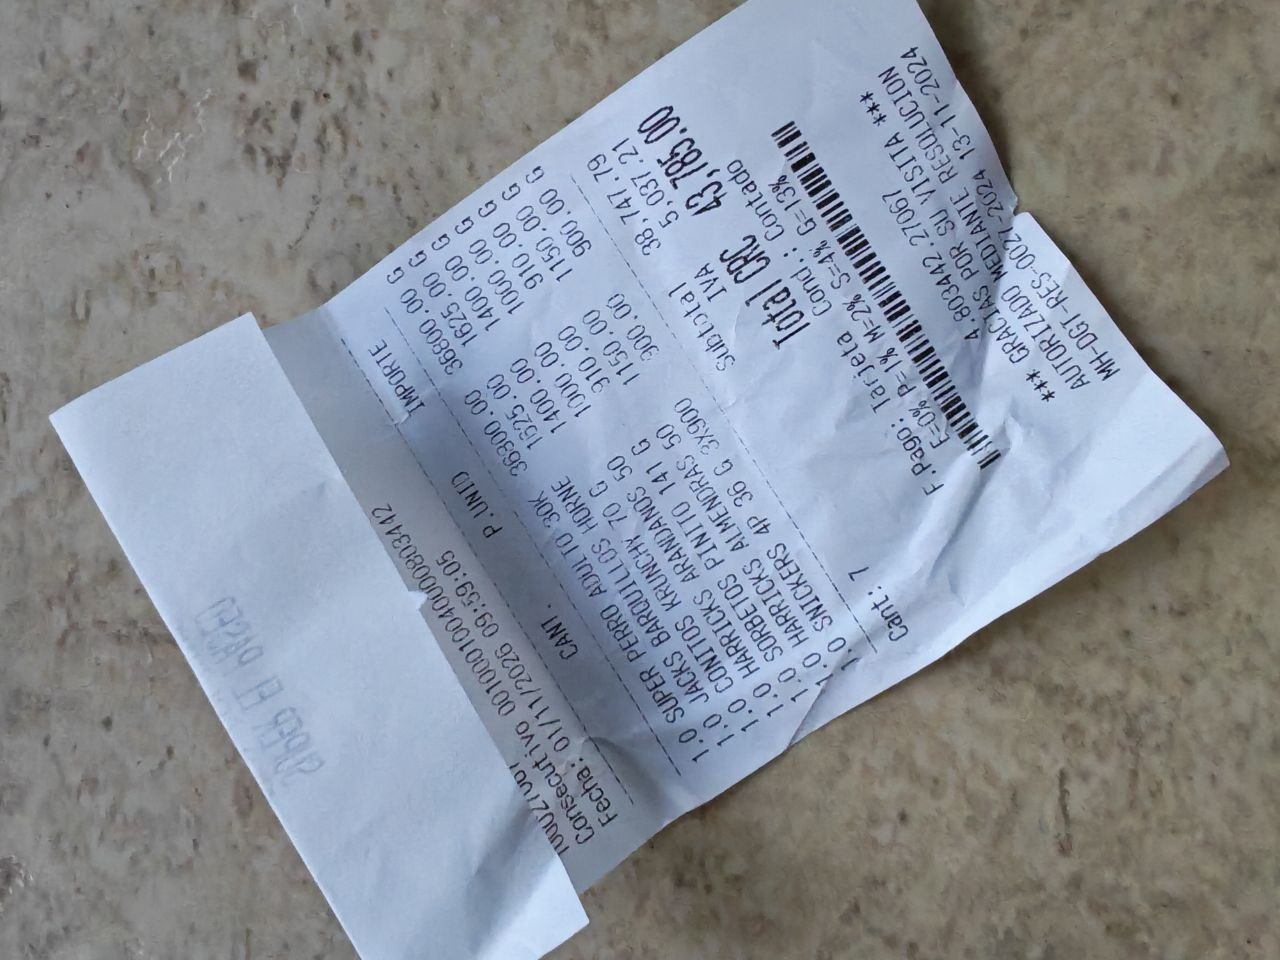 Consecutivo 00100010040000803442
Fecha: 01/11/2026 09:59:05
CANT. P.UNID IMPORTE
1.0 SUPER PERRO ADULTO 30K 36800.00 36800.00 G
1.0 JACKS BARQUILLOS HORNE 1625.00 1625.00 G
1.0 CONITOS KRUNCHY 70 G 1400.00 1400.00 G
1.0 HARRICKS ARANDANOS 50 1000.00 1000.00 G
1.0 SORBETOS PINITO 141 G 910.00 910.00 G
1.0 HARRICKS ALMENDRAS 50 1150.00 1150.00 G
1.0 SNICKERS 4P 36 G 3X900 900.00 900.00 G
Cant: 7 Subtotal 38,747.79
IVA 5,037.21
Total CRC 43,785.00
F Pago: Tarjeta Cond.: Contado
E=0% P=1% M=2% S=4% G=13%
4.803442.27067
*** GRACIAS POR SU VISITA ***
AUTORIZADO MEDIANTE RESOLUCION
MH-DGT-RES-0027-2024 13-11-2024